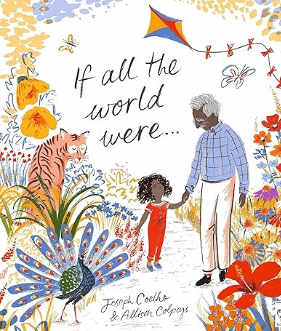 If all the
world
were...
Joseph Coelho
& Allison Colpoys